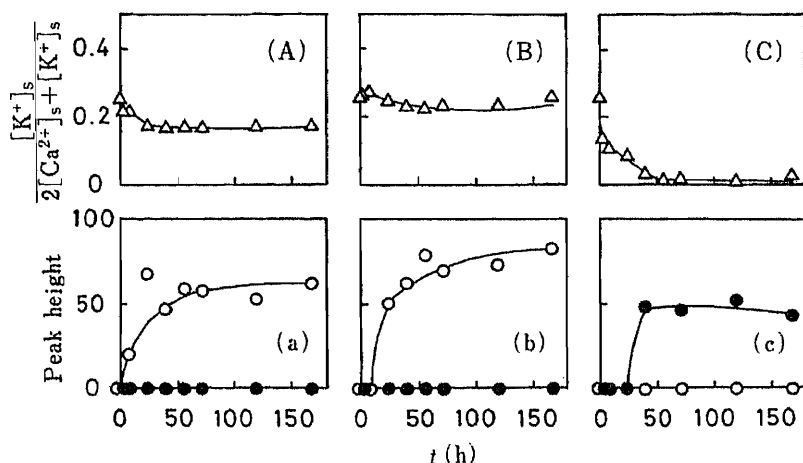 [K⁺]ₛ
2[Ca²⁺]ₛ+[K⁺]ₛ
0.4
0.2
0
(A)
(B)
(C)
Peak height
100
50
0
(a)
(b)
(c)
0 50 100 150
0 50 100 150
0 50 100 150
t(h)